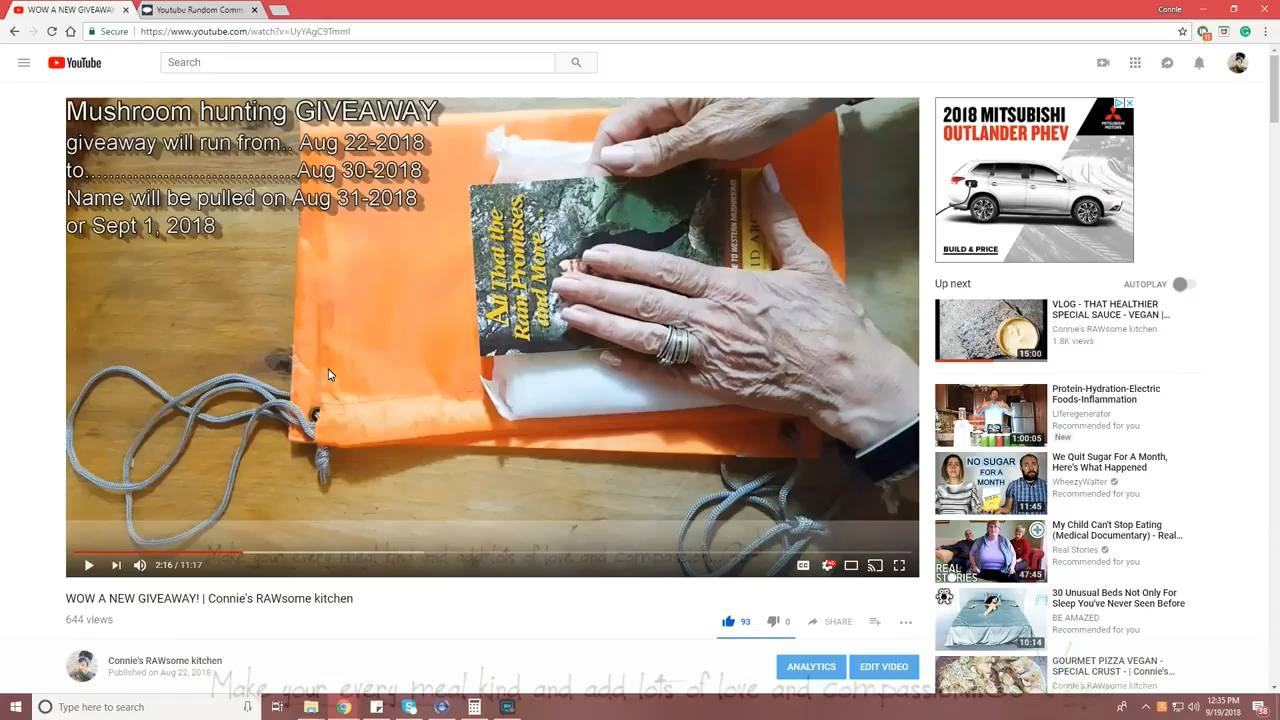 WOW A NEW GIVEAWAY
Youtube Rundom Comm
Connie
Secure
https://www.youtube.com/watch?v=UyYAgC9TmmI
15
YouTube
Search
Mushroom hunting GIVEAWAY
giveaway will run from.. Aug 22-2018
to.......................................Aug 30-2018
Name will be pulled on Aug 31-2018
or Sept 1, 2018
All That the
Rain Promises,
and More...
2018 MITSUBISHI
OUTLANDER PHEV
MITSUBISHI
MOTORS
BUILD & PRICE
Up next
AUTOPLAY
VLOG - THAT HEALTHIER
SPECIAL SAUCE - VEGAN |...
Connie's RAWsome kitchen
1.8K views
15:00
Protein-Hydration-Electric
Foods-Inflammation
LIferegenerator
Recommended for you
New
1:00:05
We Quit Sugar For A Month,
Here's What Happened
WheezyWalter
Recommended for you
NO SUGAR
FOR A
MONTH
11:45
My Child Can't Stop Eating
(Medical Documentary) - Real...
Real Stories
Recommended for you
REAL
STORIES
47:45
30 Unusual Beds Not Only For
Sleep You've Never Seen Before
BE AMAZED
Recommended for you
10:14
GOURMET PIZZA VEGAN -
SPECIAL CRUST - | Connie's
Connie's RAWsome kitchen
2:16 / 11:17
CC
HD
WOW A NEW GIVEAWAY! | Connie's RAWsome kitchen
644 views
93
0
SHARE
Connie's RAWsome kitchen
Published on Aug 22, 2018
ANALYTICS
EDIT VIDEO
Make your every meal kind and add lots of love and compassion
Type here to search
12:35 PM
9/19/2018
38